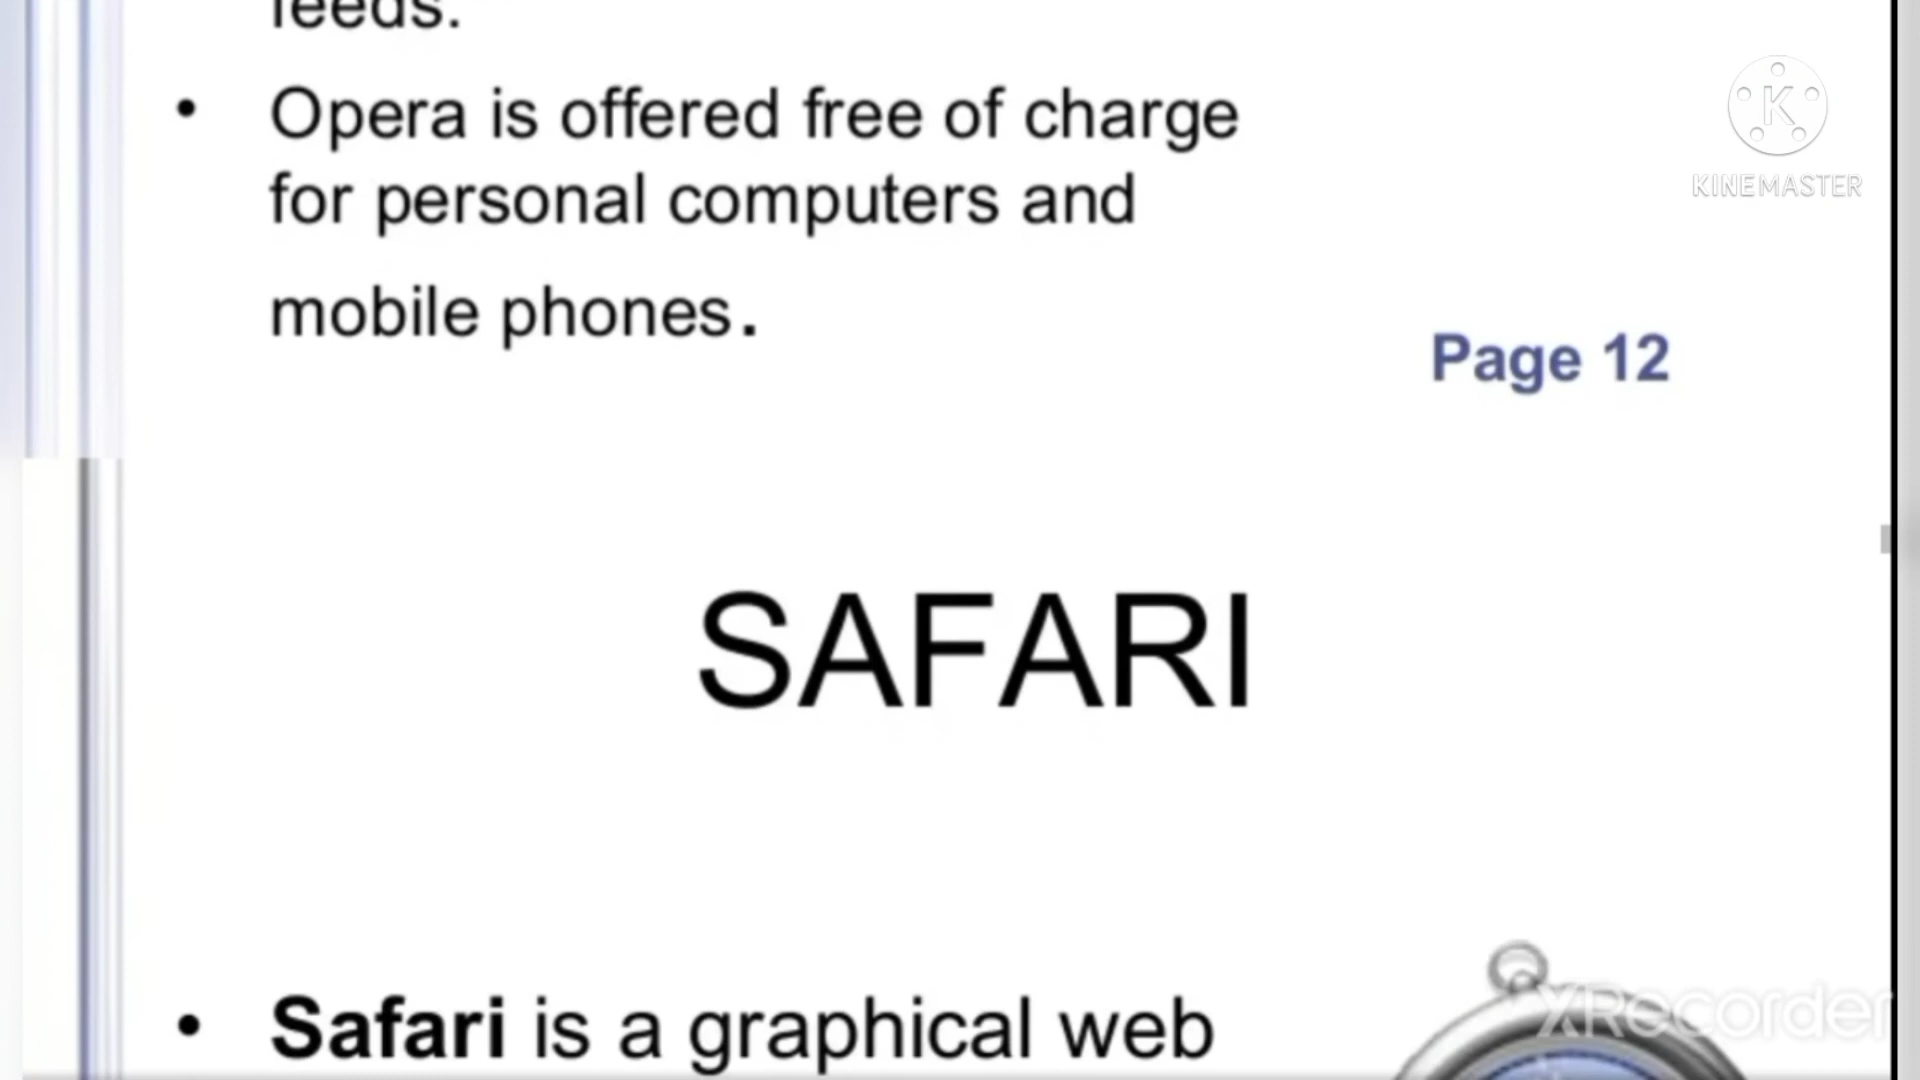 feeds.
• Opera is offered free of charge
for personal computers and
mobile phones.
K
KINEMASTER
Page 12
SAFARI
• Safari is a graphical web
XRecorder